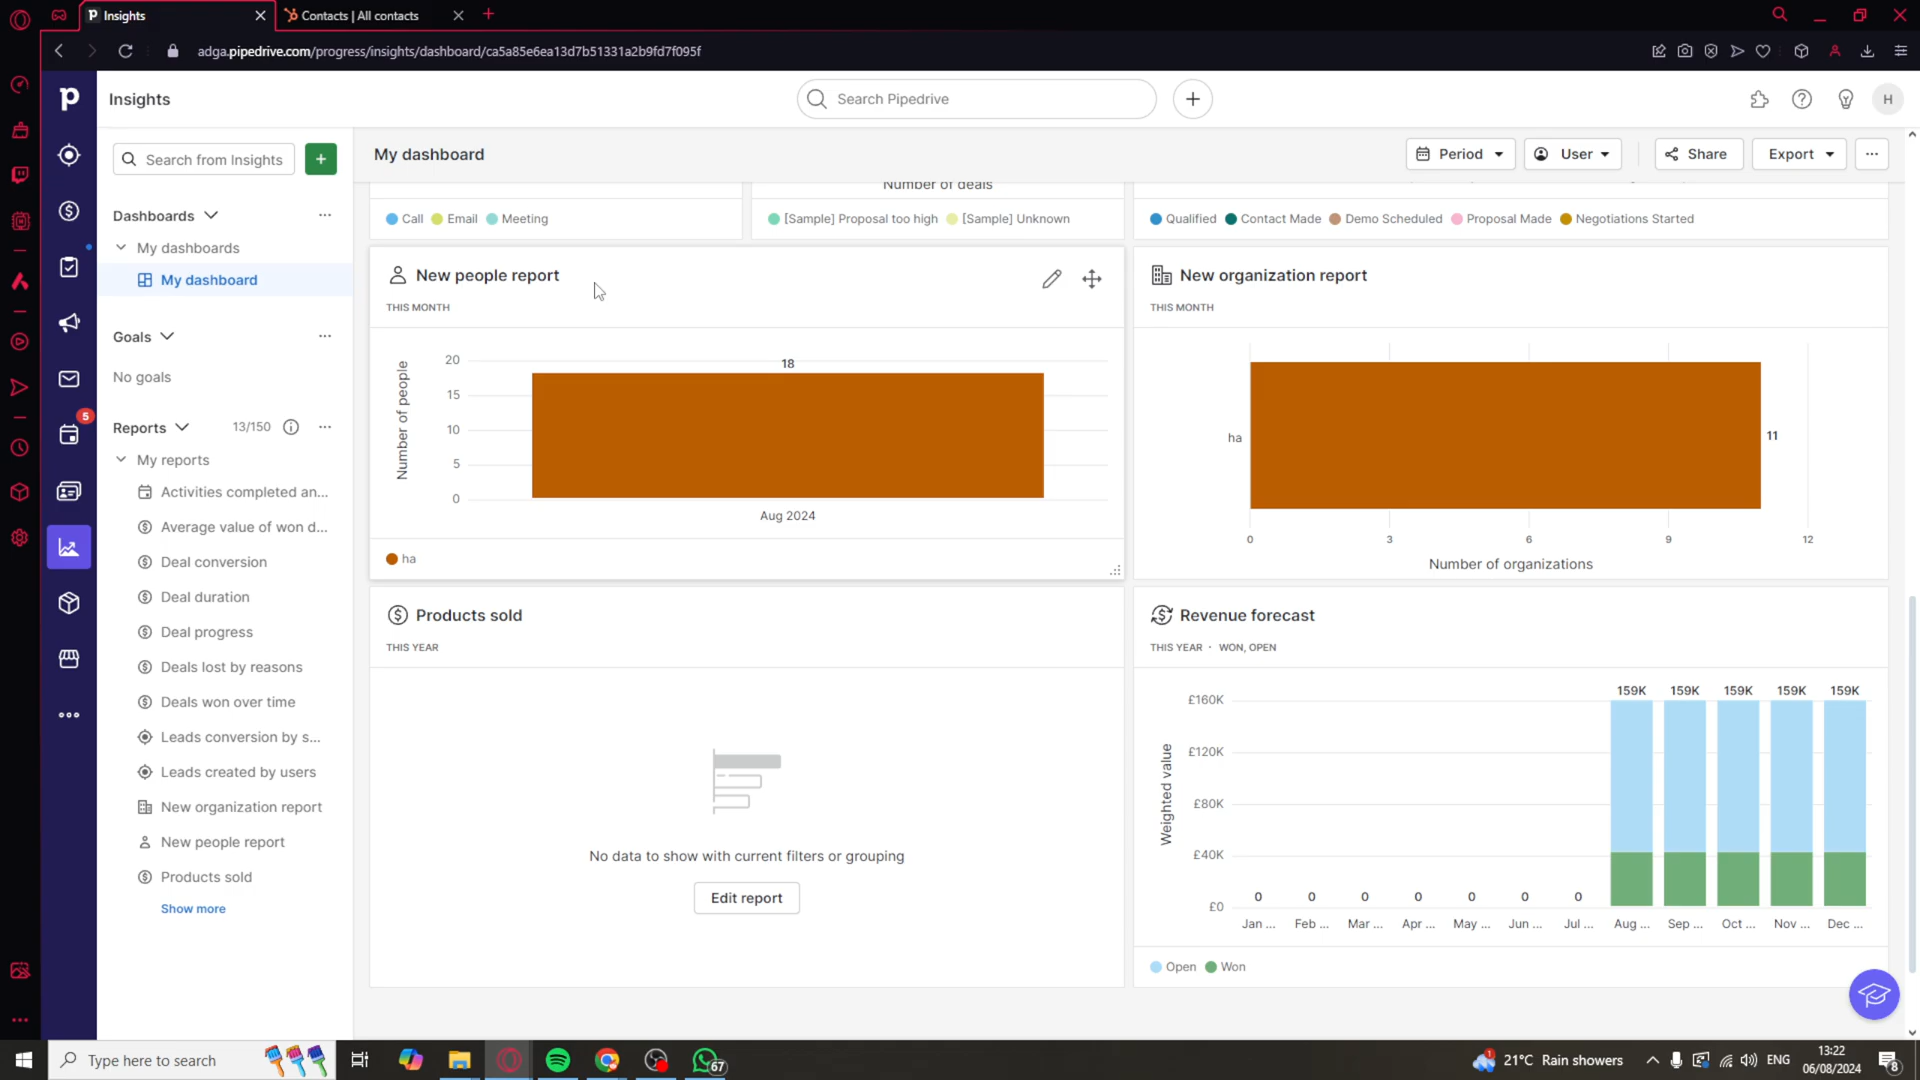 Insights
Contacts | All contacts
adga.pipedrive.com/progress/insights/dashboard/ca5a85e6ea13d7b51331a2b9fd7f095f
Insights
Search Pipedrive
H
Search from Insights
My dashboard
Period
User
Share
Export
Dashboards
My dashboards
My dashboard
Goals
No goals
Reports
13/150
My reports
Activities completed an...
Average value of won d...
Deal conversion
Deal duration
Deal progress
Deals lost by reasons
Deals won over time
Leads conversion by s...
Leads created by users
New organization report
New people report
Products sold
Show more
5
Number of deals
Call
Email
Meeting
[Sample] Proposal too high
[Sample] Unknown
Qualified
Contact Made
Demo Scheduled
Proposal Made
Negotiations Started
New people report
THIS MONTH
Number of people
20
15
10
5
0
18
Aug 2024
ha
New organization report
THIS MONTH
ha
11
0
3
6
9
12
Number of organizations
Products sold
THIS YEAR
No data to show with current filters or grouping
Edit report
Revenue forecast
THIS YEAR · WON, OPEN
Weighted value
£160K
£120K
£80K
£40K
£0
0
0
0
0
0
0
0
159K
159K
159K
159K
159K
Jan ...
Feb ...
Mar ...
Apr ...
May ...
Jun ...
Jul ...
Aug ...
Sep ...
Oct ...
Nov ...
Dec ...
Open
Won
Type here to search
67
1
21°C Rain showers
ENG
13:22
06/08/2024
8